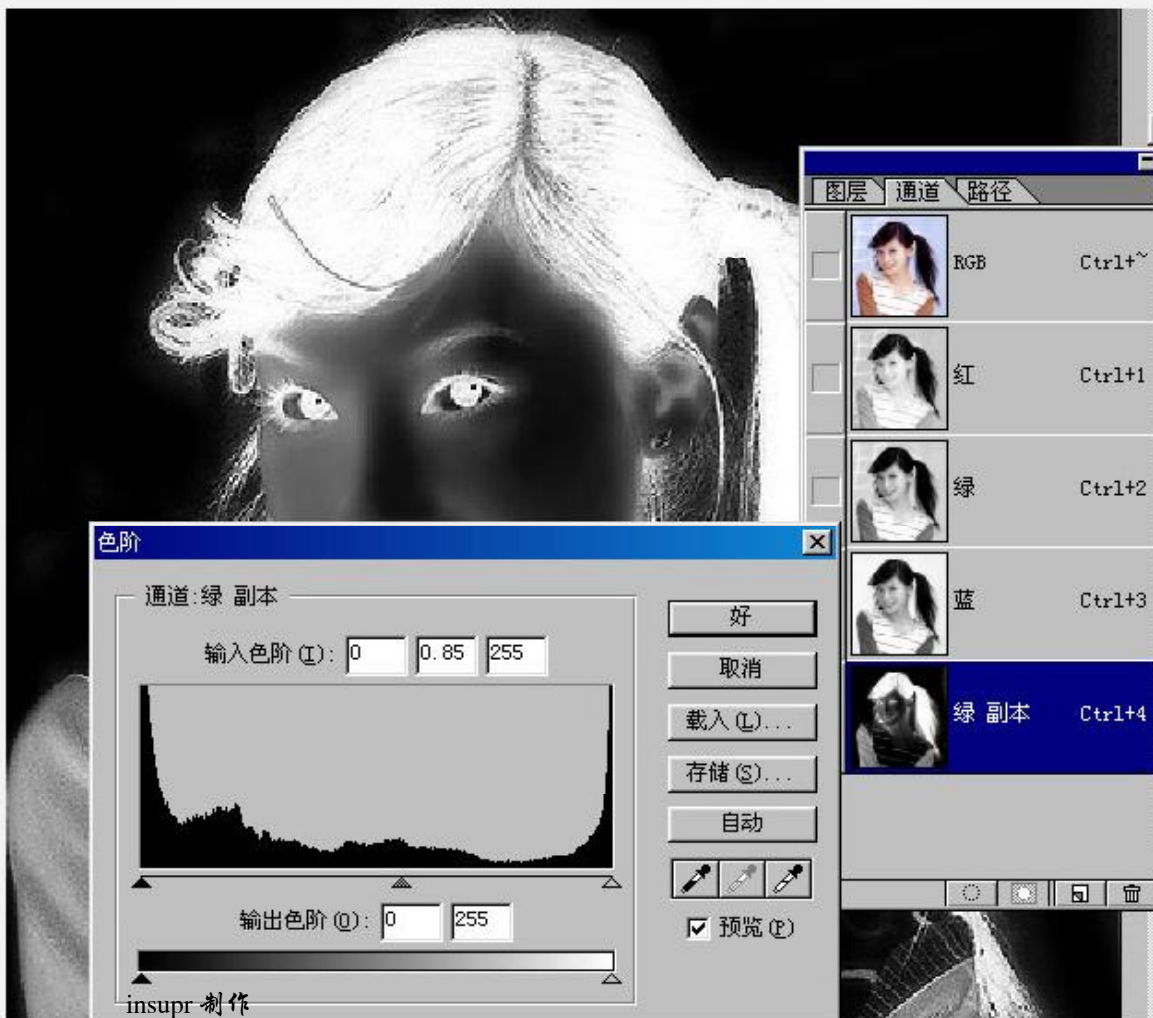 图层 通道 路径
RGB Ctrl+~
红 Ctrl+1
绿 Ctrl+2
蓝 Ctrl+3
绿 副本 Ctrl+4
色阶
通道:绿 副本
输入色阶(I): 0 0.85 255
输出色阶(O): 0 255
好
取消
载入(L)...
存储(S)...
自动
预览(P)
insupr 制作